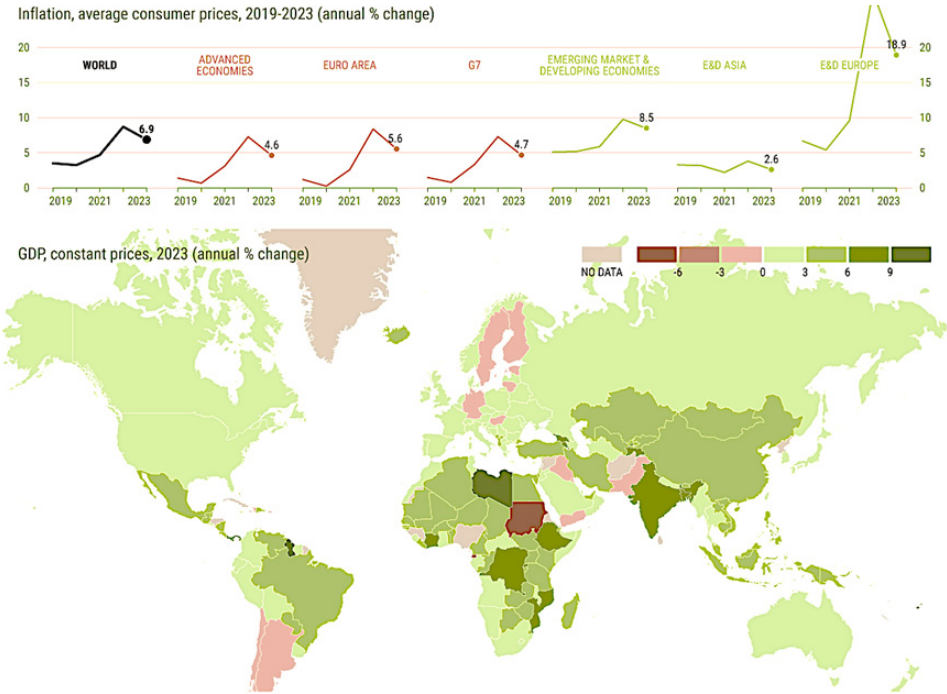 Inflation, average consumer prices, 2019-2023 (annual % change)
20 WORLD ADVANCED ECONOMIES EURO AREA G7 EMERGING MARKET & DEVELOPING ECONOMIES E&D ASIA E&D EUROPE 18.9 20
15 15
10 6.9 4.6 5.6 4.7 8.5 2.6 10
5 5
0 0
2019 2021 2023 2019 2021 2023 2019 2021 2023 2019 2021 2023 2019 2021 2023 2019 2021 2023 2019 2021 2023
GDP, constant prices, 2023 (annual % change)
NO DATA -6 -3 0 3 6 9